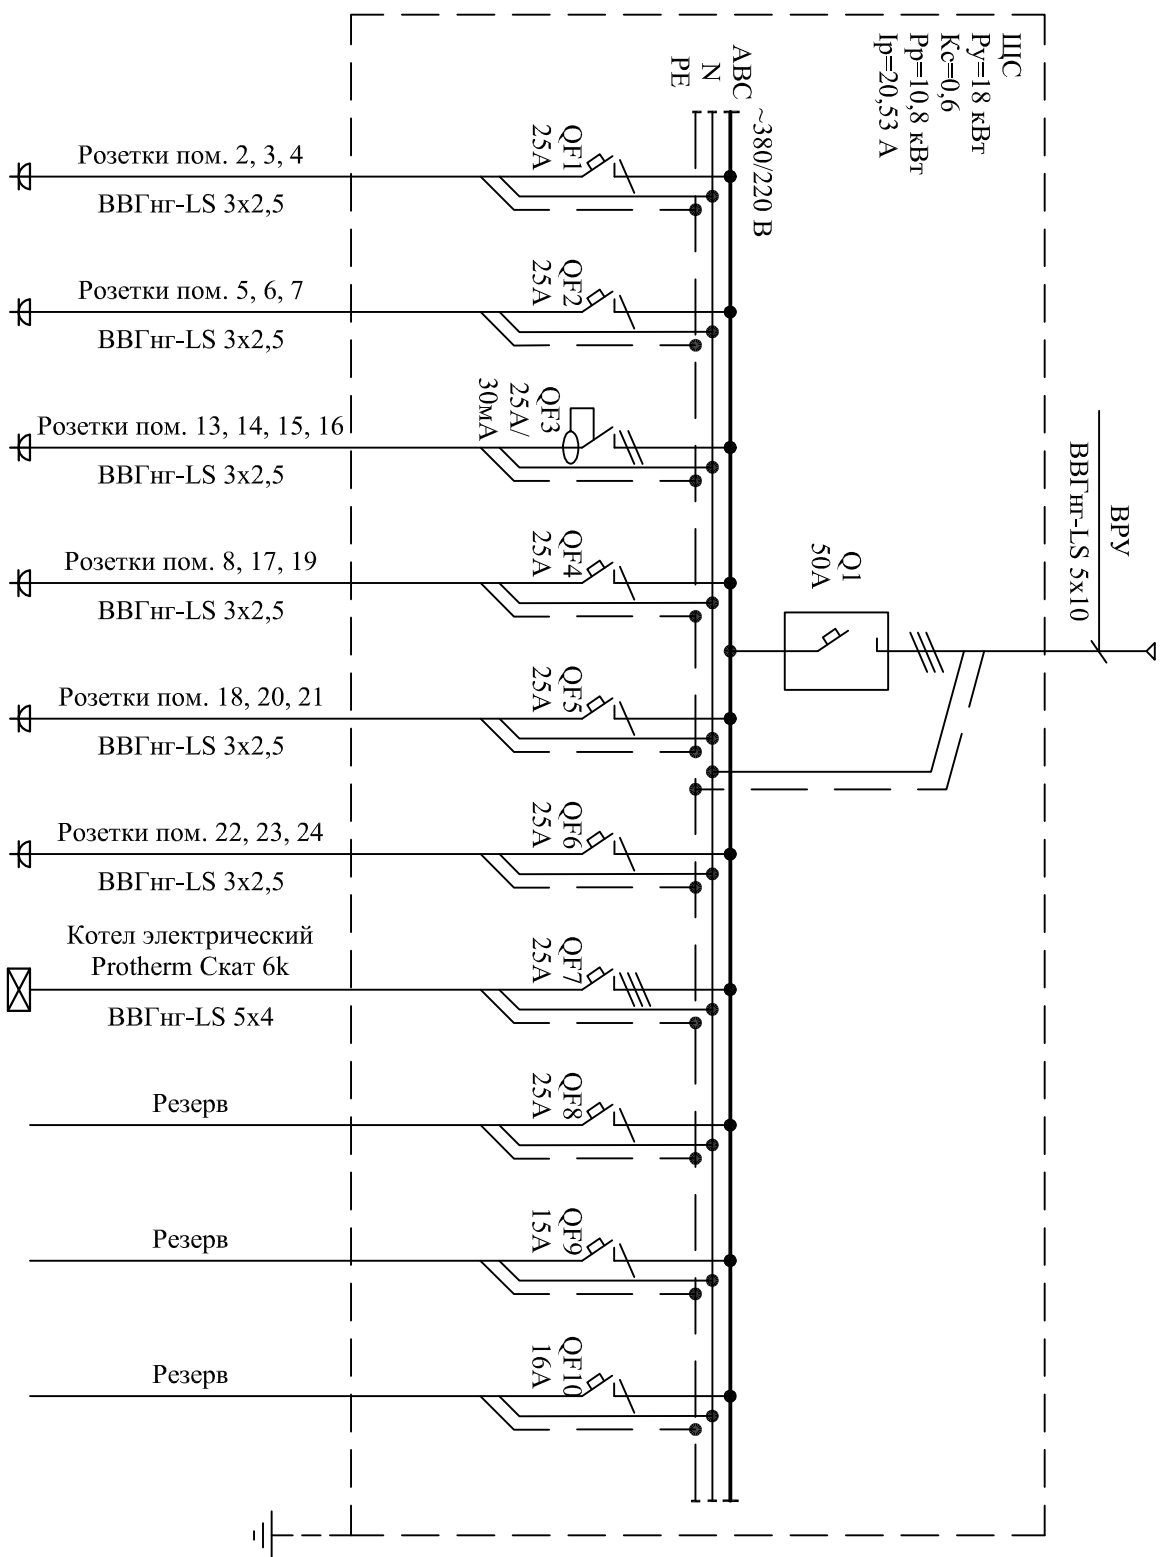 ЩС
Ру=18 кВт
Кс=0,6
Рр=10,8 кВт
Iр=20,53 А
ABC
N
PE
~380/220 В
ВРУ
ВВГнг-LS 5х10
Q1
50А
QF1
25А
Розетки пом. 2, 3, 4
ВВГнг-LS 3х2,5
QF2
25А
Розетки пом. 5, 6, 7
ВВГнг-LS 3х2,5
QF3
25А/
30мА
Розетки пом. 13, 14, 15, 16
ВВГнг-LS 3х2,5
QF4
25А
Розетки пом. 8, 17, 19
ВВГнг-LS 3х2,5
QF5
25А
Розетки пом. 18, 20, 21
ВВГнг-LS 3х2,5
QF6
25А
Розетки пом. 22, 23, 24
ВВГнг-LS 3х2,5
QF7
25А
Котел электрический
Protherm Скат 6k
ВВГнг-LS 5х4
QF8
25А
Резерв
QF9
15А
Резерв
QF10
16А
Резерв